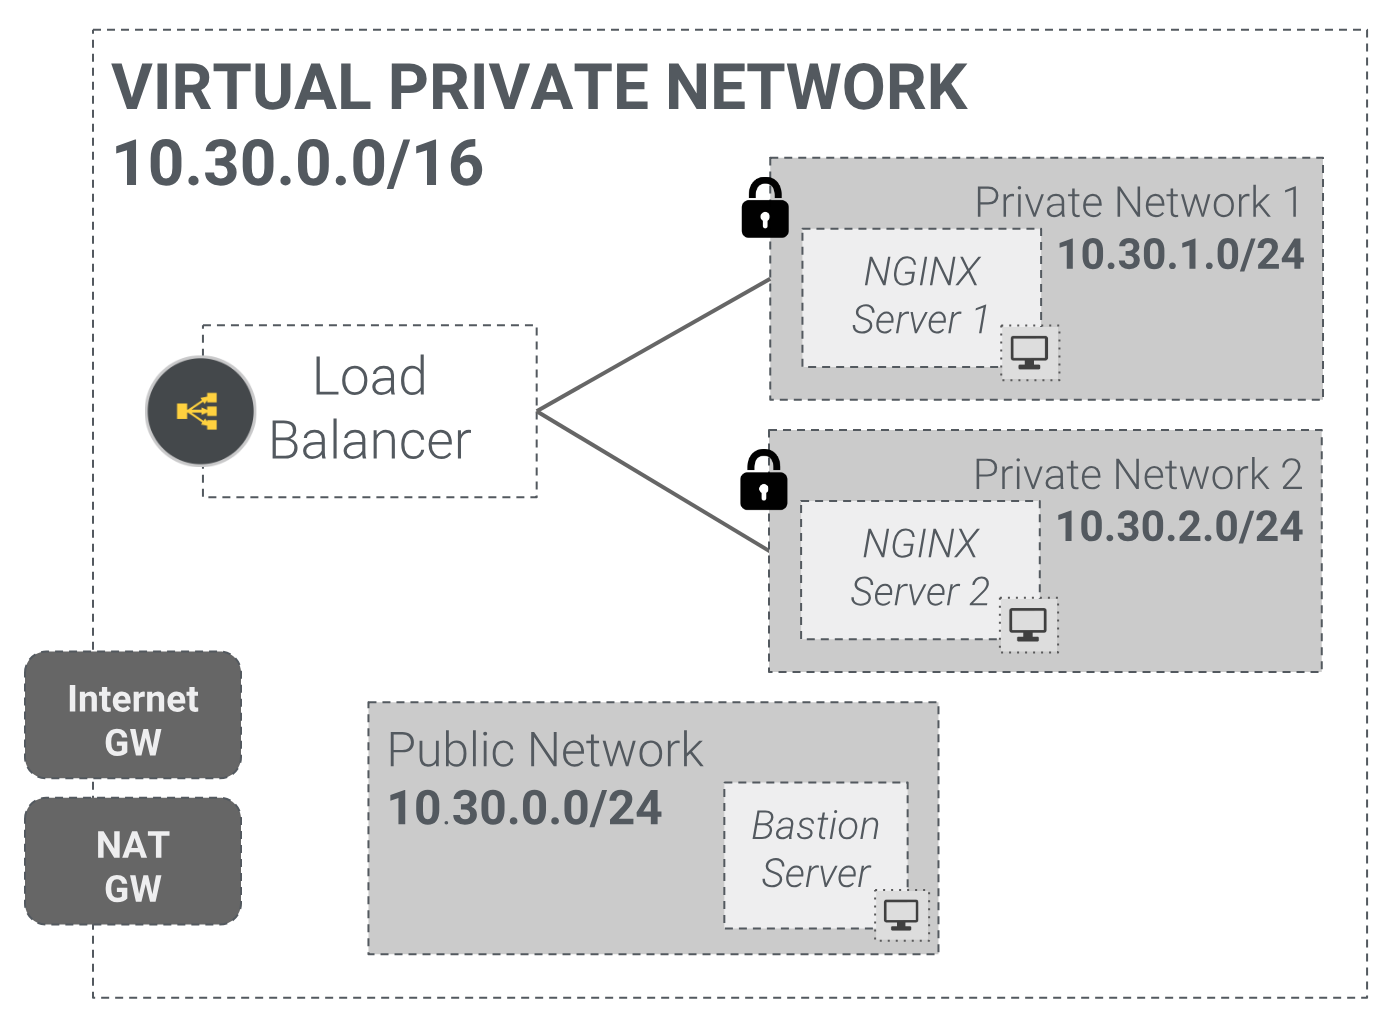 VIRTUAL PRIVATE NETWORK
10.30.0.0/16
Private Network 1
10.30.1.0/24
NGINX
Server 1
Load
Balancer
Private Network 2
10.30.2.0/24
NGINX
Server 2
Internet
GW
NAT
GW
Public Network
10.30.0.0/24
Bastion
Server